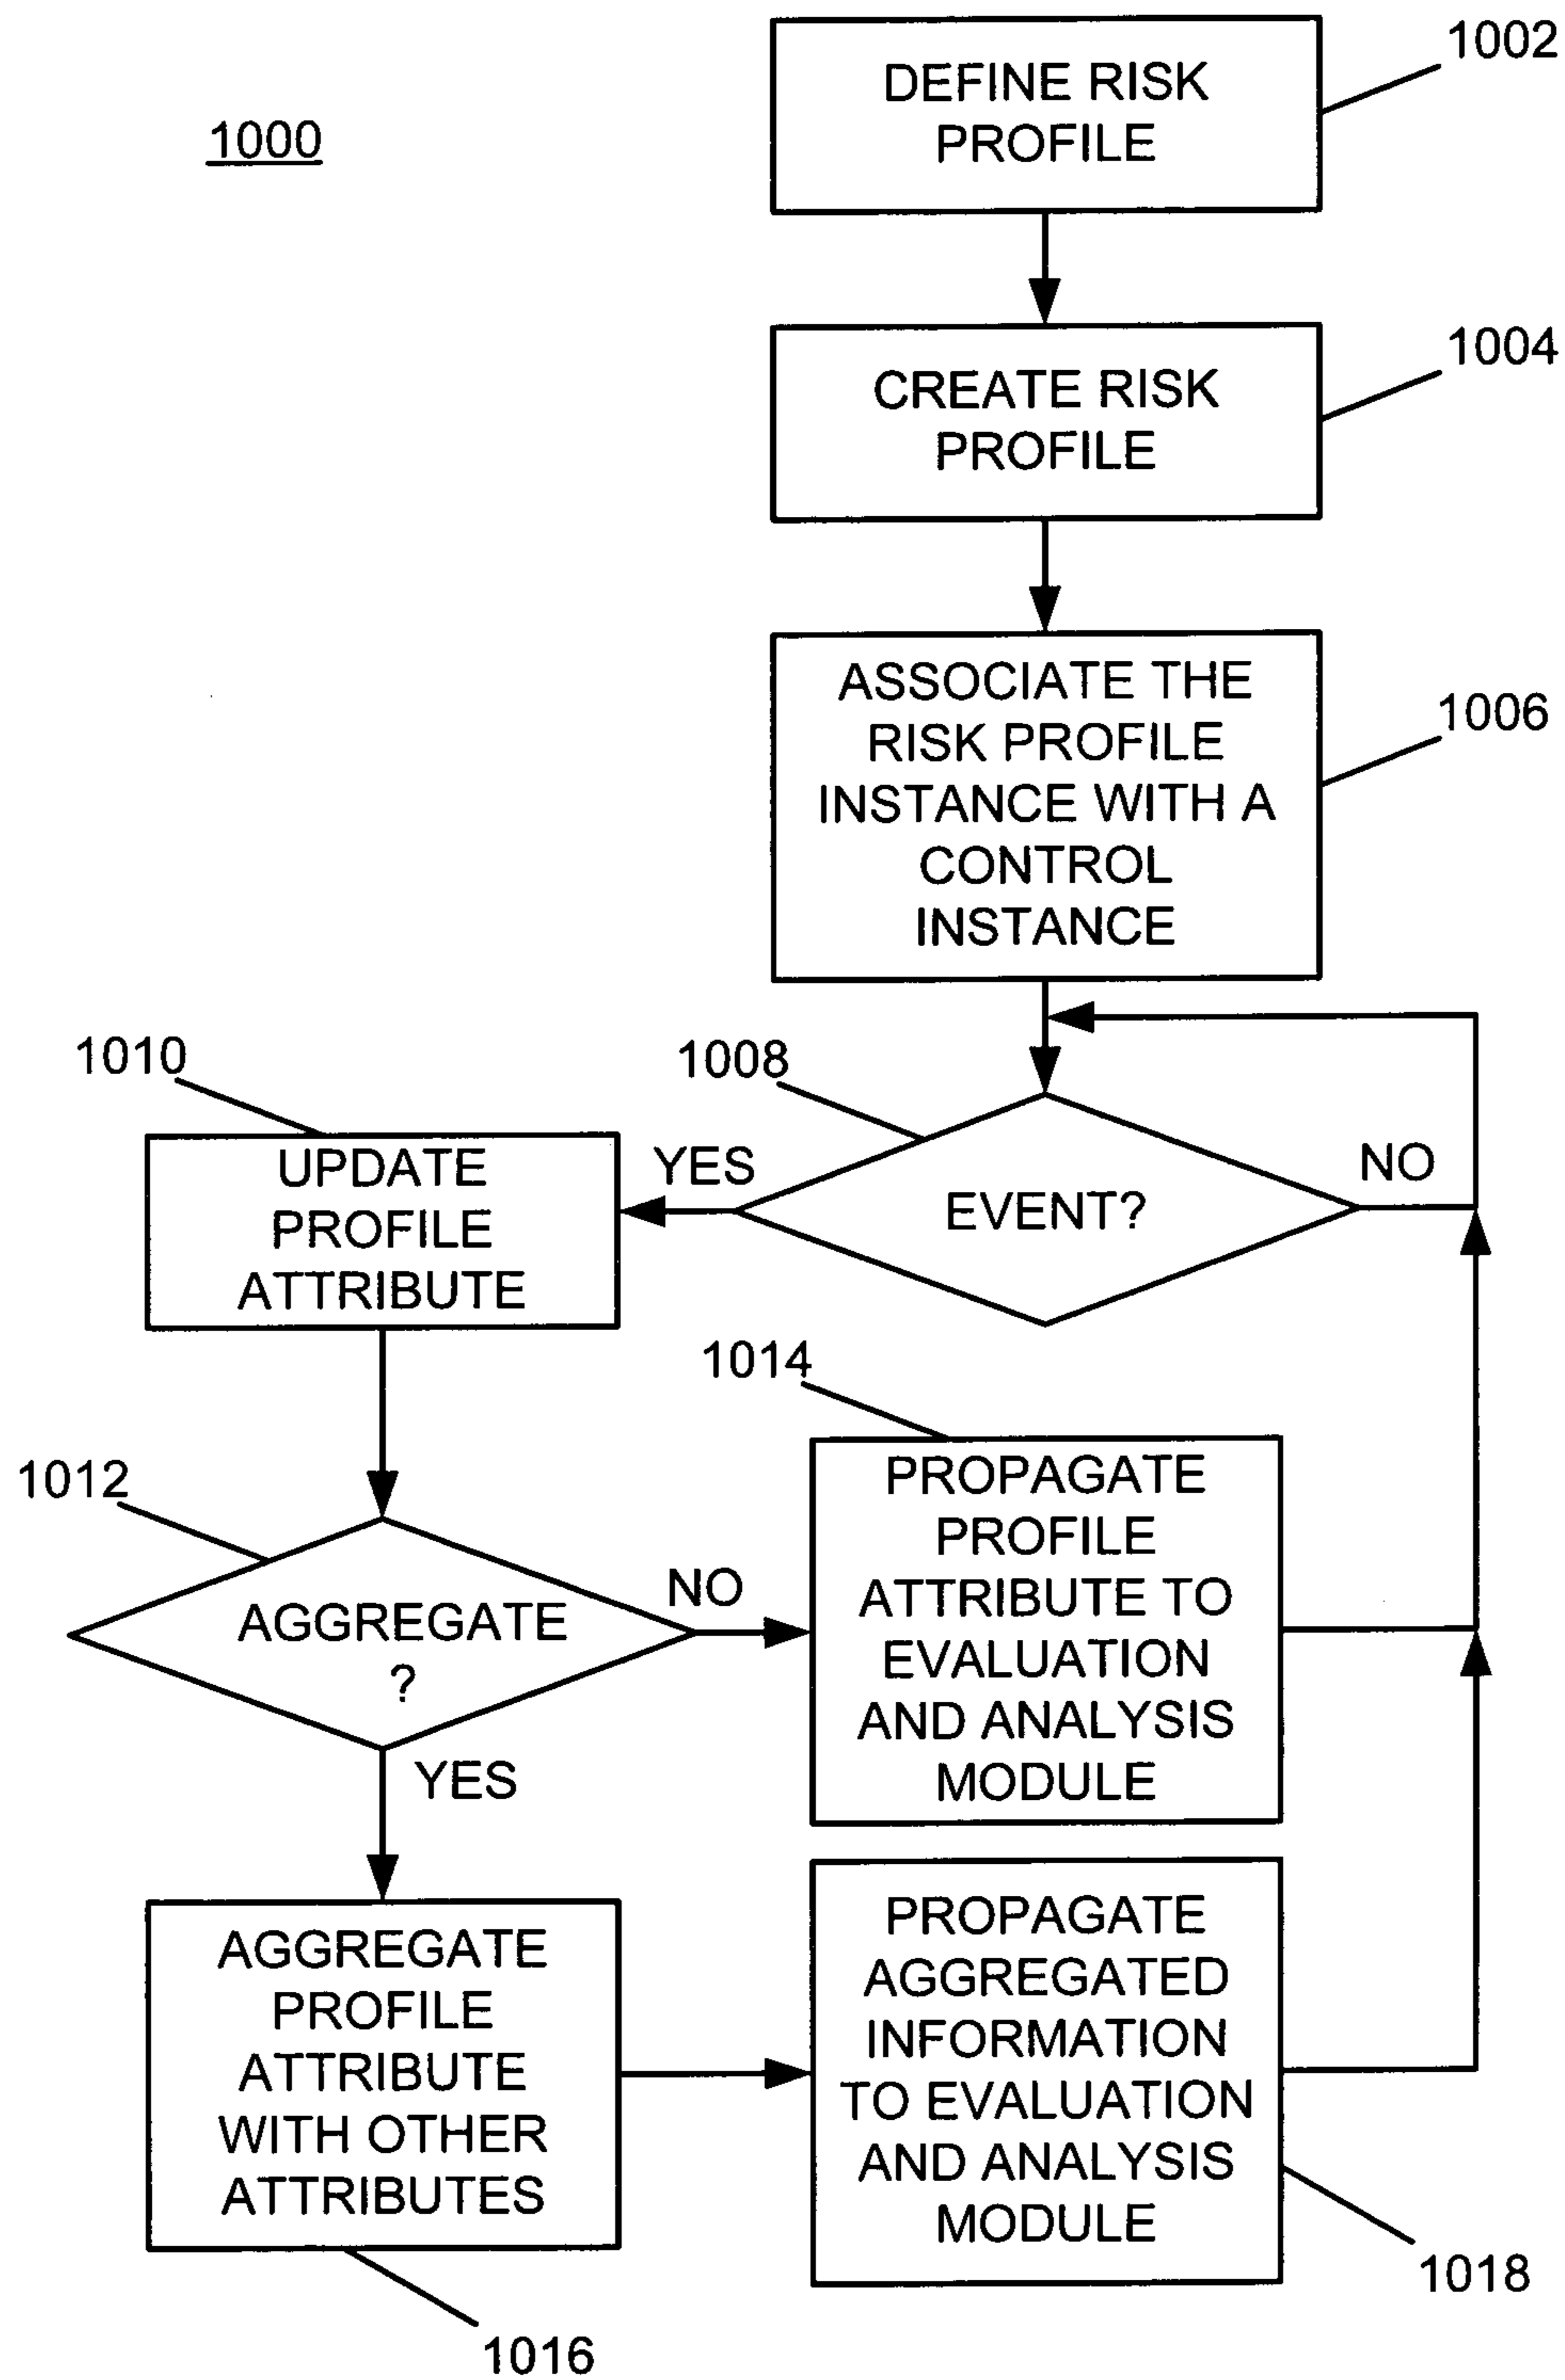 1002
DEFINE RISK
PROFILE
1000
1004
CREATE RISK
PROFILE
1006
ASSOCIATE THE
RISK PROFILE
INSTANCE WITH A
CONTROL
INSTANCE
1010
1008
UPDATE
PROFILE
ATTRIBUTE
YES
EVENT?
NO
1014
1012
AGGREGATE
?
NO
YES
PROPAGATE
PROFILE
ATTRIBUTE TO
EVALUATION
AND ANALYSIS
MODULE
AGGREGATE
PROFILE
ATTRIBUTE
WITH OTHER
ATTRIBUTES
1016
PROPAGATE
AGGREGATED
INFORMATION
TO EVALUATION
AND ANALYSIS
MODULE
1018